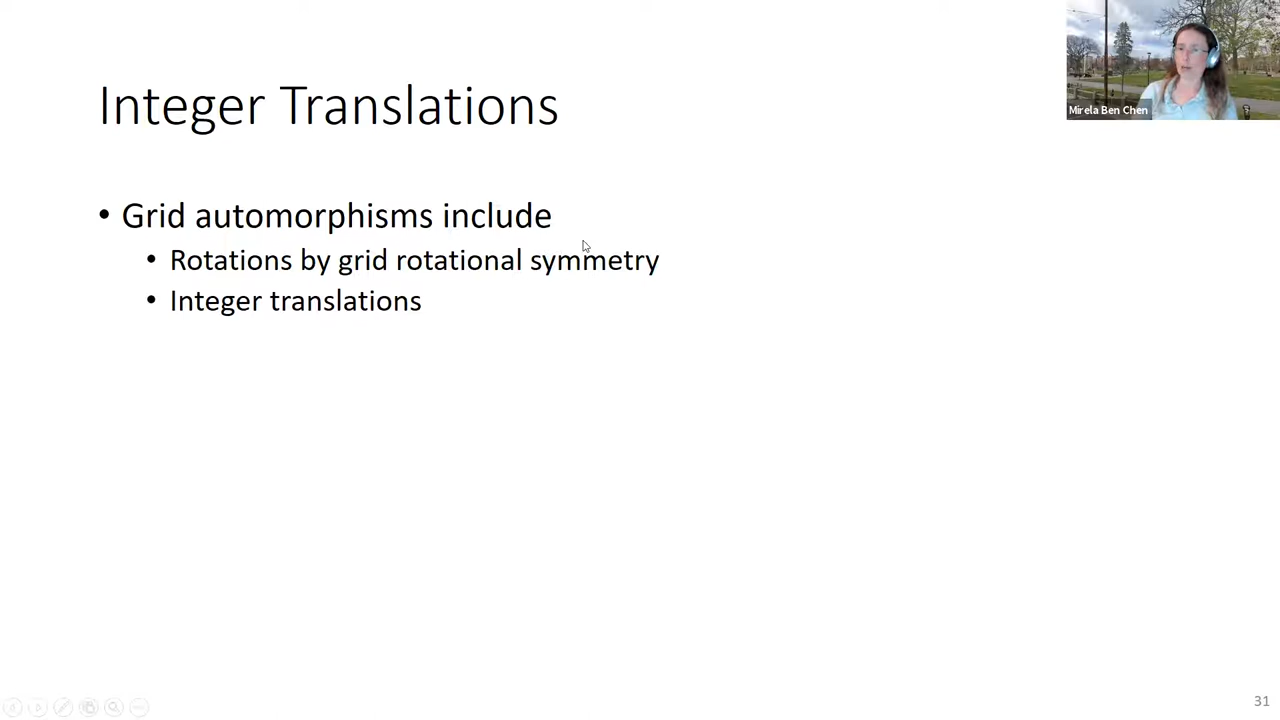 Integer Translations
Mirela Ben Chen
• Grid automorphisms include
• Rotations by grid rotational symmetry
• Integer translations
31